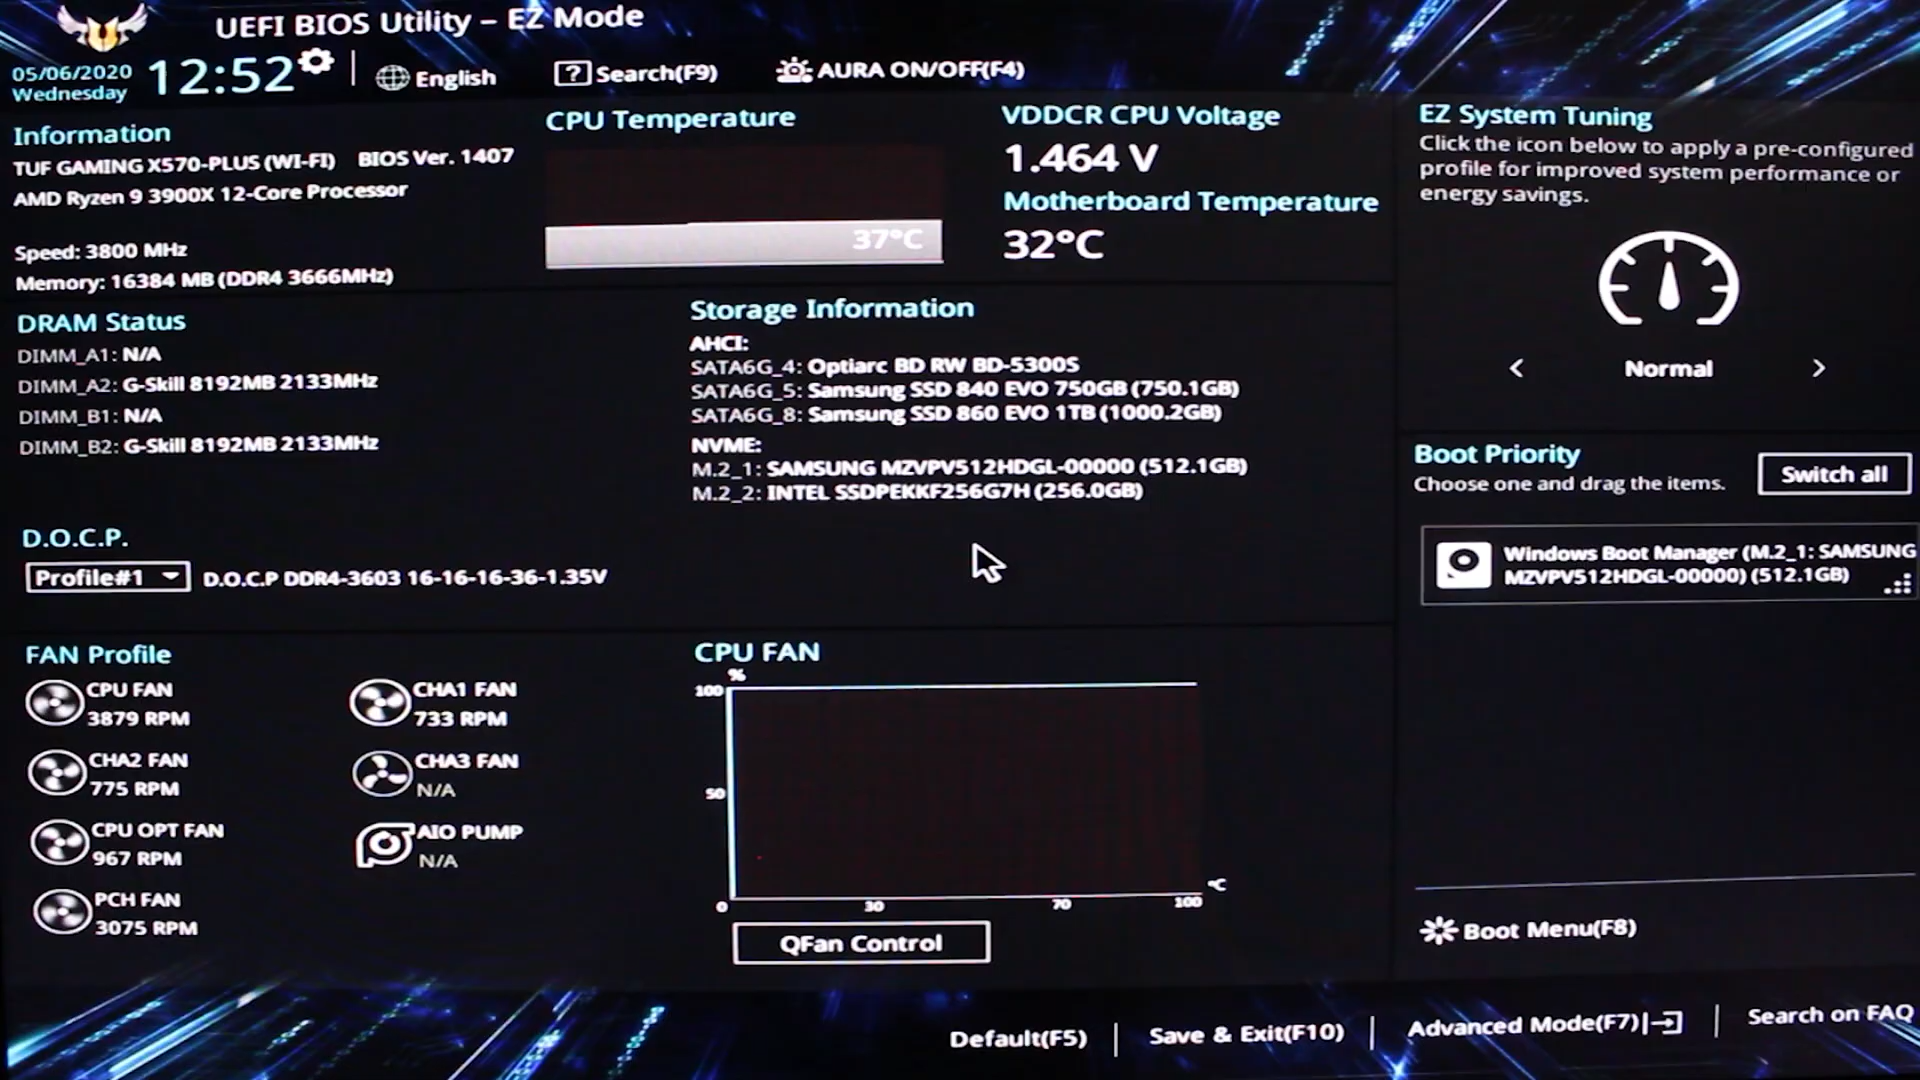 UEFI BIOS Utility – EZ Mode
05/06/2020
Wednesday
12:52
English
Search(F9)
AURA ON/OFF(F4)
Information
TUF GAMING X570-PLUS (WI-FI) BIOS Ver. 1407
AMD Ryzen 9 3900X 12-Core Processor
Speed: 3800 MHz
Memory: 16384 MB (DDR4 3666MHz)
CPU Temperature
37°C
VDDCR CPU Voltage
1.464 V
Motherboard Temperature
32°C
EZ System Tuning
Click the icon below to apply a pre-configured
profile for improved system performance or
energy savings.
< Normal >
DRAM Status
DIMM_A1: N/A
DIMM_A2: G-Skill 8192MB 2133MHz
DIMM_B1: N/A
DIMM_B2: G-Skill 8192MB 2133MHz
Storage Information
AHCI:
SATA6G_4: Optiarc BD RW BD-5300S
SATA6G_5: Samsung SSD 840 EVO 750GB (750.1GB)
SATA6G_8: Samsung SSD 860 EVO 1TB (1000.2GB)
NVME:
M.2_1: SAMSUNG MZVPV512HDGL-00000 (512.1GB)
M.2_2: INTEL SSDPEKKF256G7H (256.0GB)
Boot Priority
Choose one and drag the items.
Switch all
Windows Boot Manager (M.2_1: SAMSUNG
MZVPV512HDGL-00000) (512.1GB)
D.O.C.P.
Profile#1
D.O.C.P DDR4-3603 16-16-16-36-1.35V
FAN Profile
CPU FAN
3879 RPM
CHA1 FAN
733 RPM
CHA2 FAN
775 RPM
CHA3 FAN
N/A
CPU OPT FAN
967 RPM
AIO PUMP
N/A
PCH FAN
3075 RPM
CPU FAN
%
100
50
0
30
70
100
°C
QFan Control
Boot Menu(F8)
Default(F5)
Save & Exit(F10)
Advanced Mode(F7)
Search on FAQ